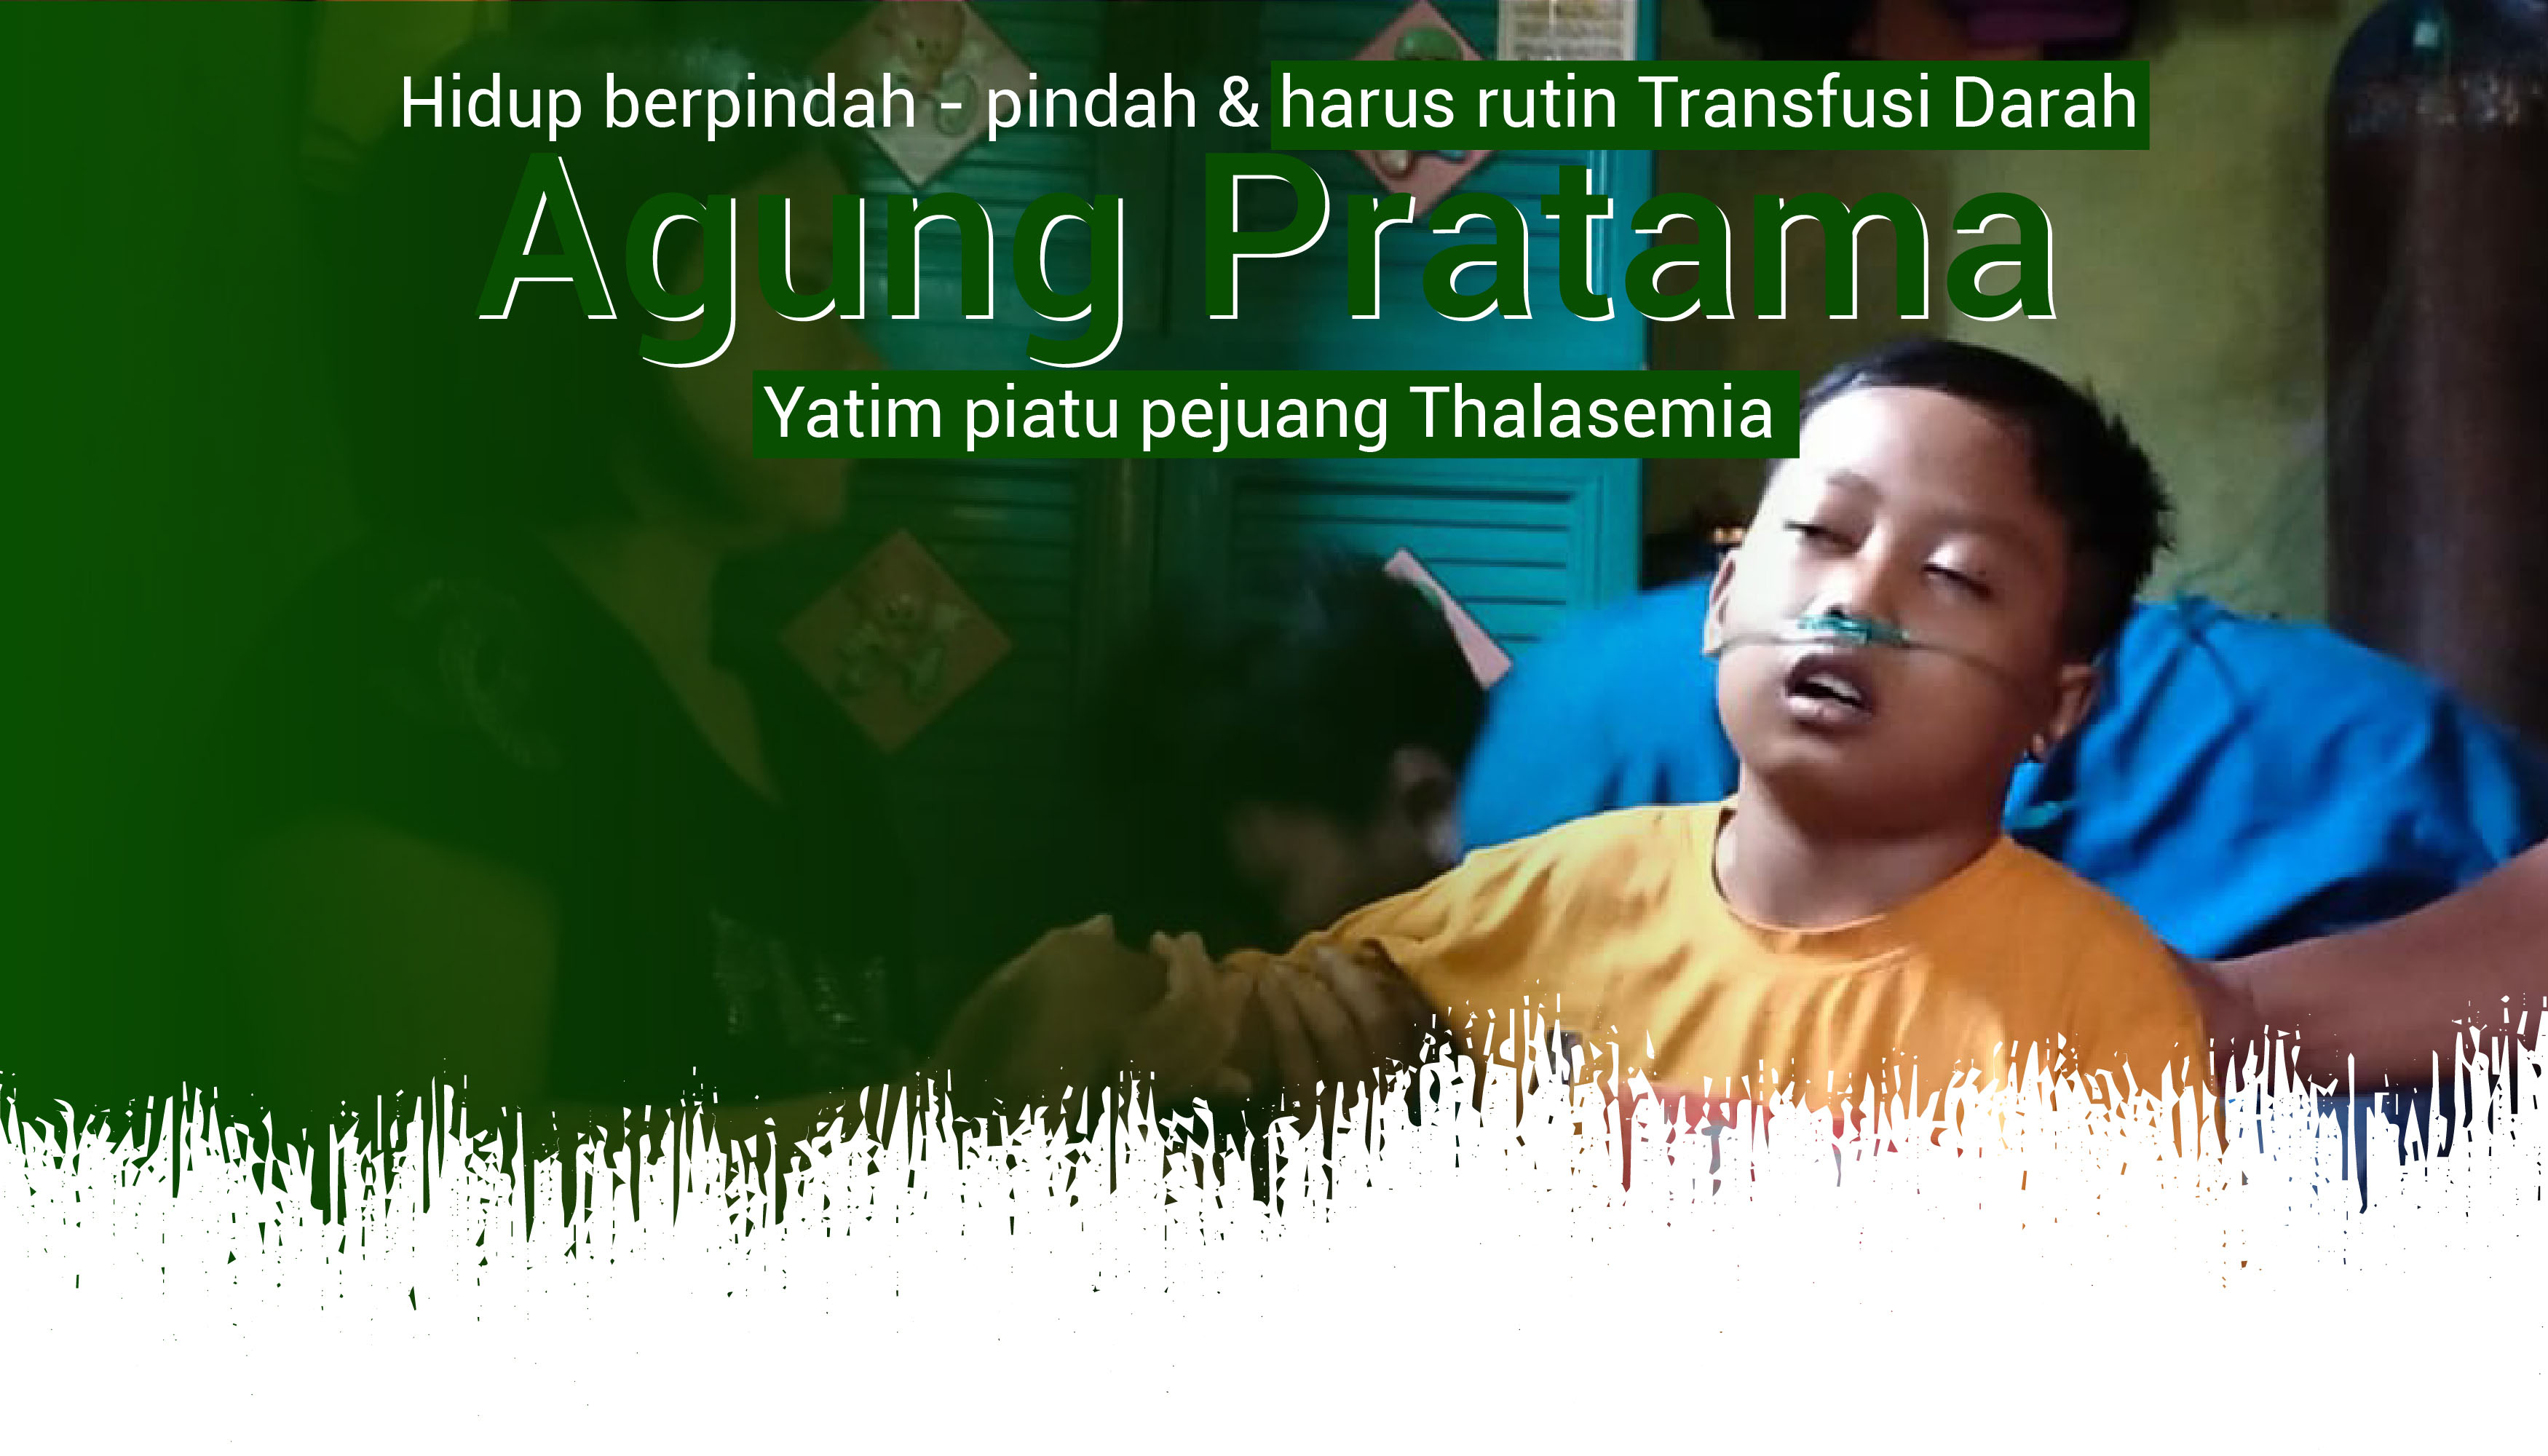 Hidup berpindah - pindah & harus rutin Transfusi Darah
Agung Pratama
Yatim piatu pejuang Thalasemia